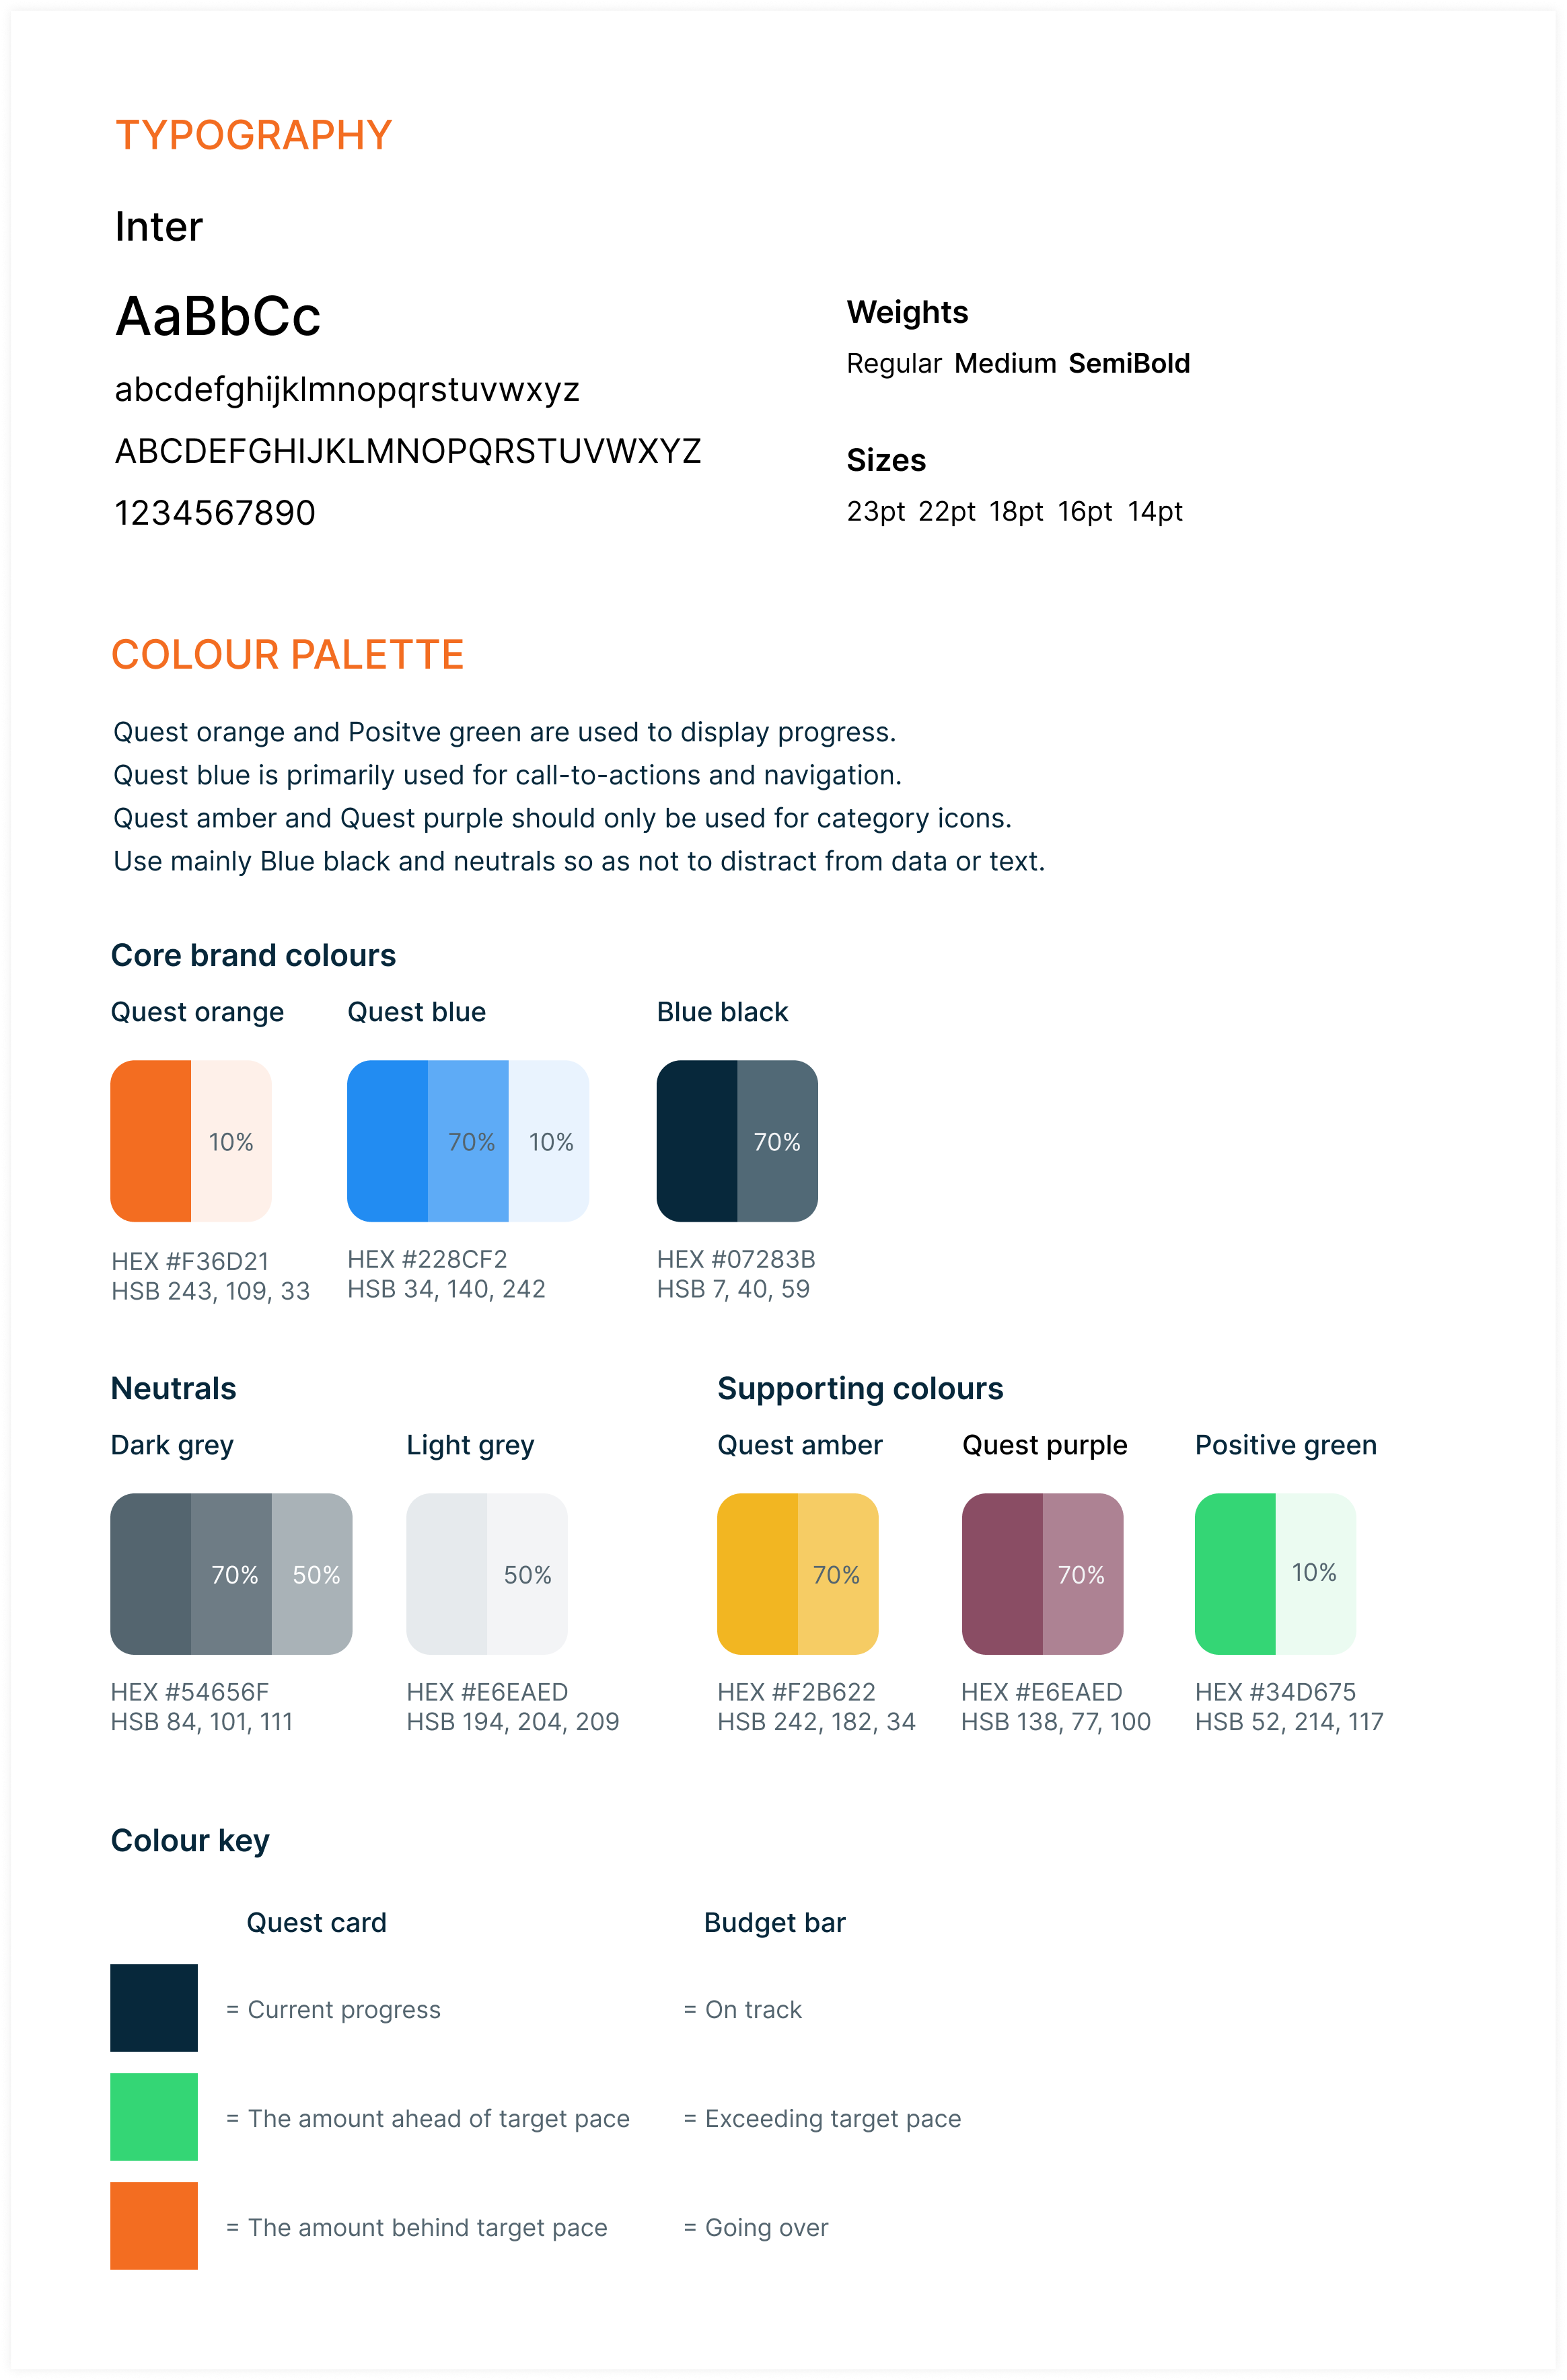 TYPOGRAPHY
Inter
AaBbCc
abcdefghijklmnopqrstuvwxyz
ABCDEFGHIJKLMNOPQRSTUVWXYZ
1234567890
Weights
Regular Medium SemiBold
Sizes
23pt 22pt 18pt 16pt 14pt
COLOUR PALETTE
Quest orange and Positve green are used to display progress.
Quest blue is primarily used for call-to-actions and navigation.
Quest amber and Quest purple should only be used for category icons.
Use mainly Blue black and neutrals so as not to distract from data or text.
Core brand colours
Quest orange
10%
HEX #F36D21
HSB 243, 109, 33
Quest blue
70% 10%
HEX #228CF2
HSB 34, 140, 242
Blue black
70%
HEX #07283B
HSB 7, 40, 59
Neutrals
Dark grey
70% 50%
HEX #54656F
HSB 84, 101, 111
Light grey
50%
HEX #E6EAED
HSB 194, 204, 209
Supporting colours
Quest amber
70%
HEX #F2B622
HSB 242, 182, 34
Quest purple
70%
HEX #E6EAED
HSB 138, 77, 100
Positive green
10%
HEX #34D675
HSB 52, 214, 117
Colour key
Quest card Budget bar
= Current progress = On track
= The amount ahead of target pace = Exceeding target pace
= The amount behind target pace = Going over